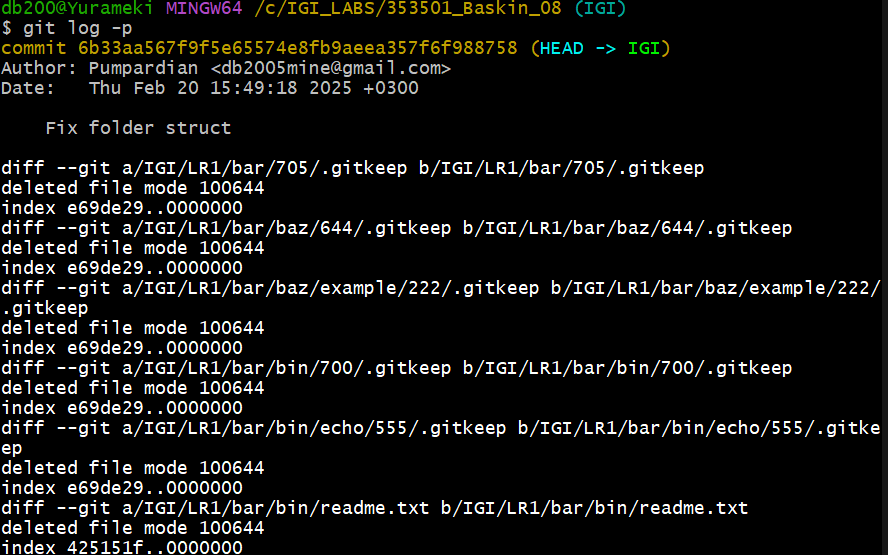 db200@Yurameki MINGW64 /c/IGI_LABS/353501_Baskin_08 (IGI)
$ git log -p
commit 6b33aa567f9f5e65574e8fb9aeea357f6f988758 (HEAD -> IGI)
Author: Pumpardian <db2005mine@gmail.com>
Date:   Thu Feb 20 15:49:18 2025 +0300

    Fix folder struct

diff --git a/IGI/LR1/bar/705/.gitkeep b/IGI/LR1/bar/705/.gitkeep
deleted file mode 100644
index e69de29..0000000
diff --git a/IGI/LR1/bar/baz/644/.gitkeep b/IGI/LR1/bar/baz/644/.gitkeep
deleted file mode 100644
index e69de29..0000000
diff --git a/IGI/LR1/bar/baz/example/222/.gitkeep b/IGI/LR1/bar/baz/example/222/
.gitkeep
deleted file mode 100644
index e69de29..0000000
diff --git a/IGI/LR1/bar/bin/700/.gitkeep b/IGI/LR1/bar/bin/700/.gitkeep
deleted file mode 100644
index e69de29..0000000
diff --git a/IGI/LR1/bar/bin/echo/555/.gitkeep b/IGI/LR1/bar/bin/echo/555/.gitke
ep
deleted file mode 100644
index e69de29..0000000
diff --git a/IGI/LR1/bar/bin/readme.txt b/IGI/LR1/bar/bin/readme.txt
deleted file mode 100644
index 425151f..0000000